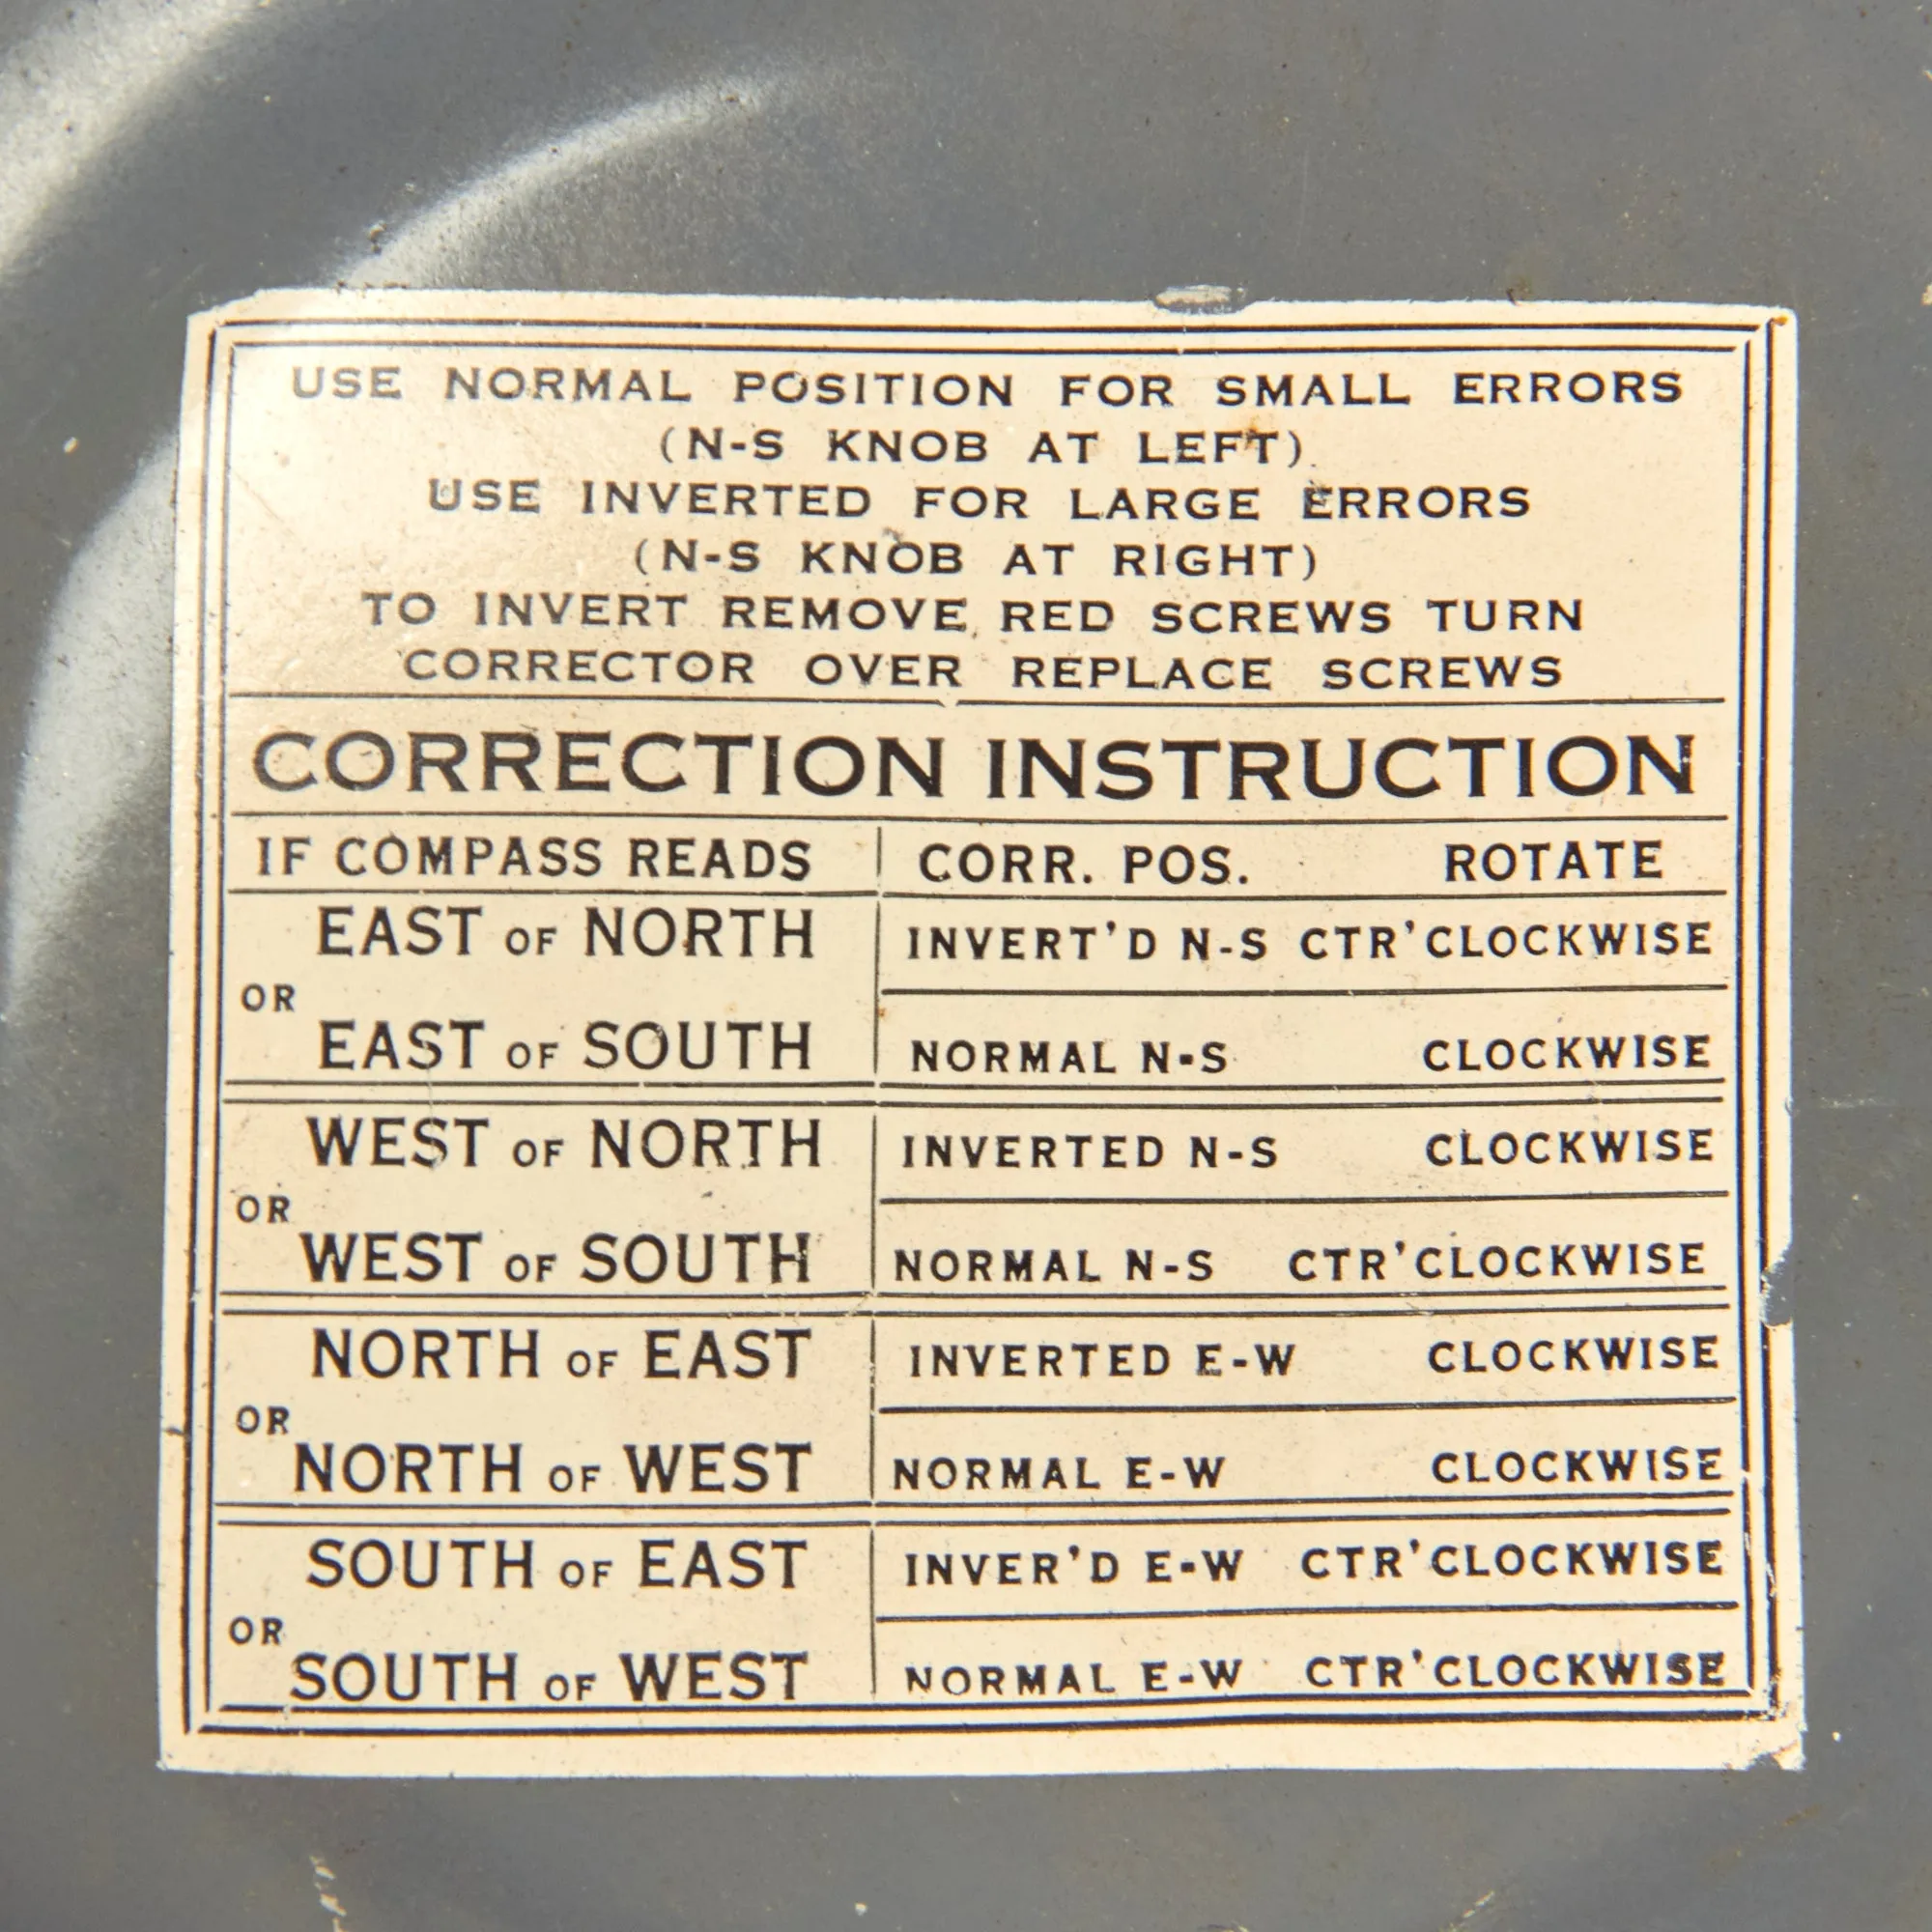 USE NORMAL POSITION FOR SMALL ERRORS
(N-S KNOB AT LEFT)
USE INVERTED FOR LARGE ERRORS
(N-S KNOB AT RIGHT)
TO INVERT REMOVE RED SCREWS TURN
CORRECTOR OVER REPLACE SCREWS
CORRECTION INSTRUCTION
IF COMPASS READS CORR. POS. ROTATE
EAST OF NORTH INVERT'D N-S CTR'CLOCKWISE
OR
EAST OF SOUTH NORMAL N-S CLOCKWISE
WEST OF NORTH INVERTED N-S CLOCKWISE
OR
WEST OF SOUTH NORMAL N-S CTR'CLOCKWISE
NORTH OF EAST INVERTED E-W CLOCKWISE
OR
NORTH OF WEST NORMAL E-W CLOCKWISE
SOUTH OF EAST INVER'D E-W CTR'CLOCKWISE
OR
SOUTH OF WEST NORMAL E-W CTR'CLOCKWISE